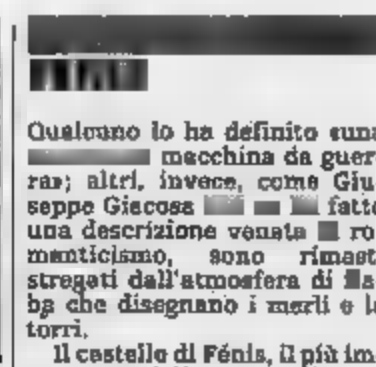 Qualcuno lo ha definito «una
macchina da guer-
ra»; altri, invece, come Giu-
seppe Giacosa fatto
una descrizione venata ro-
manticismo, sono rimast
stregati dall'atmosfera di
che disegnano i merli e le
torri.
Il castello di Fénis, il più im-